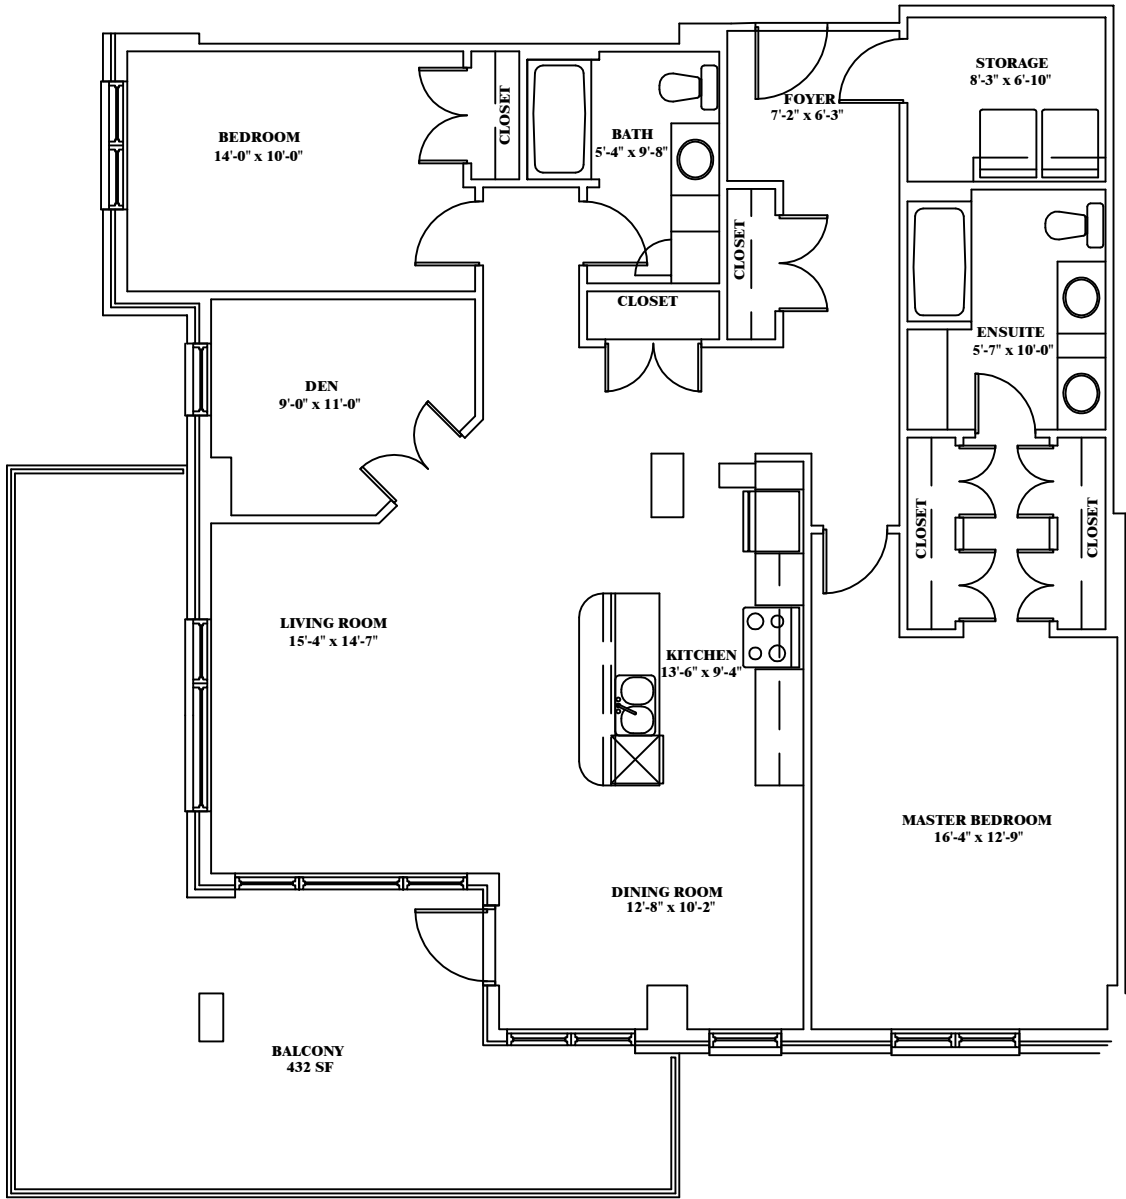 STORAGE
8'-3" x 6'-10"
FOYER
7'-2" x 6'-3"
CLOSET
BATH
5'-4" x 9'-8"
BEDROOM
14'-0" x 10'-0"
CLOSET
CLOSET
ENSUITE
5'-7" x 10'-0"
DEN
9'-0" x 11'-0"
CLOSET
CLOSET
LIVING ROOM
15'-4" x 14'-7"
KITCHEN
13'-6" x 9'-4"
MASTER BEDROOM
16'-4" x 12'-9"
DINING ROOM
12'-8" x 10'-2"
BALCONY
432 SF